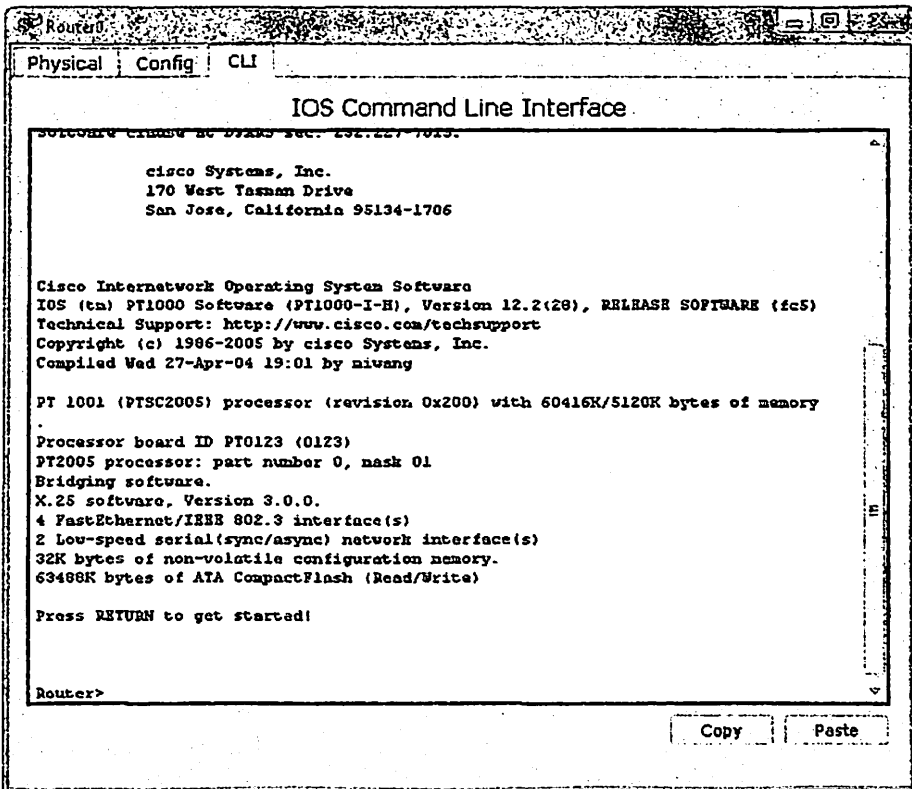 Router0
Physical Config CLI
IOS Command Line Interface
cisco Systems, Inc.
170 West Tasman Drive
San Jose, California 95134-1706
Cisco Internetwork Operating System Software
IOS (tm) PT1000 Software (PT1000-I-M), Version 12.2(28), RELEASE SOFTWARE (fc5)
Technical Support: http://www.cisco.com/techsupport
Copyright (c) 1986-2005 by cisco Systems, Inc.
Compiled Wed 27-Apr-04 19:01 by miwang
PT 1001 (PTSC2005) processor (revision 0x200) with 60416K/5120K bytes of memory
.
Processor board ID PT0123 (0123)
PT2005 processor: part number 0, mask 01
Bridging software.
X.25 software, Version 3.0.0.
4 FastEthernet/IEEE 802.3 interface(s)
2 Low-speed serial(sync/async) network interface(s)
32K bytes of non-volatile configuration memory.
63488K bytes of ATA CompactFlash (Read/Write)
Press RETURN to get started!
Router>
Copy Paste